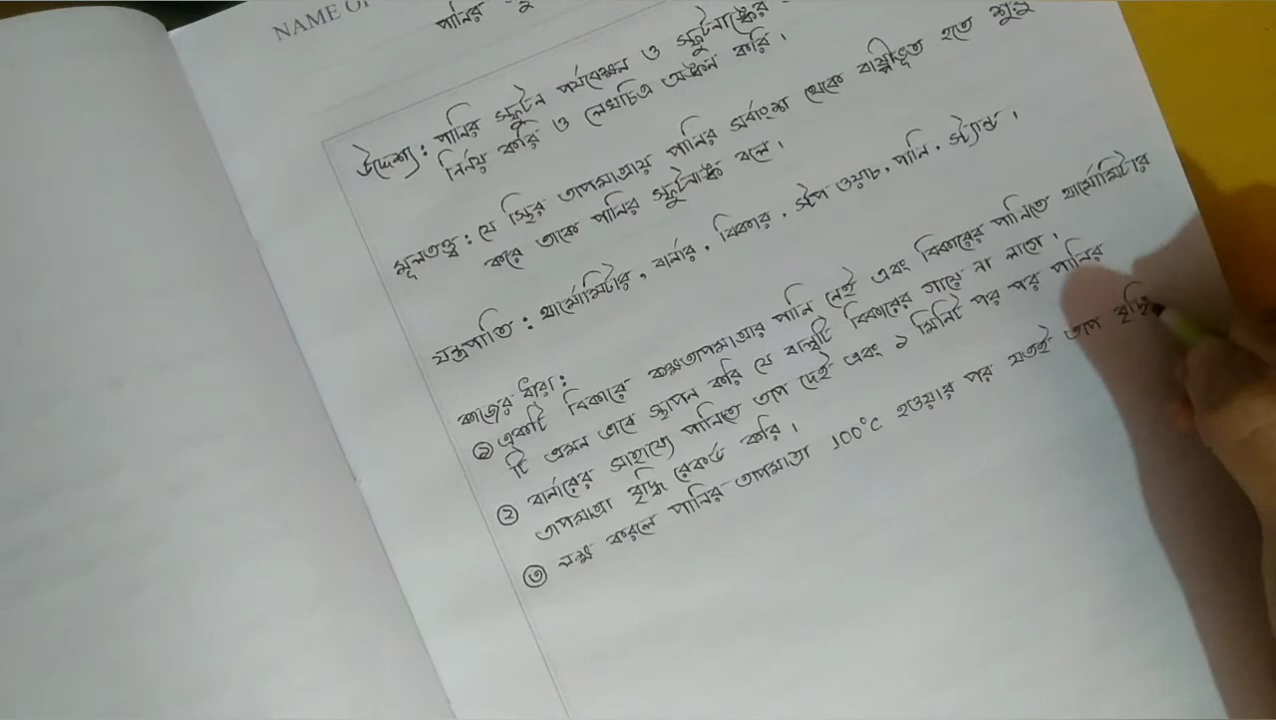 NAME OF
পানির
উদ্দেশ্য: পানির স্ফুটন পর্যবেক্ষন ও স্ফুটনাঙ্কের
নির্নয় করি ও লেখচিত্র অঙ্কন করি।
মূলতত্ত্ব: যে স্থির তাপমাত্রায় পানির সর্বাংশ থেকে বাষ্পীভূত হতে শুরু
করে তাকে পানির স্ফুটনাঙ্ক বলে।
যন্ত্রপাতি: থার্মোমিটার, বার্নার, বিকার, স্টপ ওয়াচ, পানি, স্ট্যান্ড।
কাজের ধারা:
① একটি বিকারে কক্ষতাপমাত্রার পানি নেই এবং বিকারের পানিতে থার্মোমিটার
টি এমন ভাবে স্থাপন করি যে বাল্বটি বিকারের গায়ে না লাগে।
② বার্নারের সাহায্যে পানিতে তাপ দেই এবং ১ মিনিট পর পর পানির
তাপমাত্রা বৃদ্ধি রেকর্ড করি।
③ লক্ষ করলে পানির তাপমাত্রা 100°C হওয়ার পর যতই তাপ বৃদ্ধি